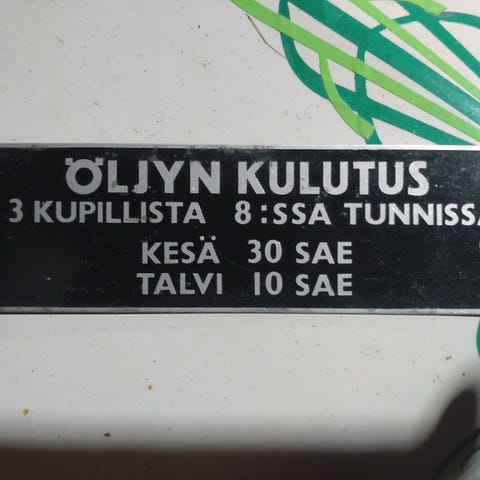 ÖLJYN KULUTUS
3 KUPILLISTA 8:SSA TUNNISSA
KESÄ 30 SAE
TALVI 10 SAE